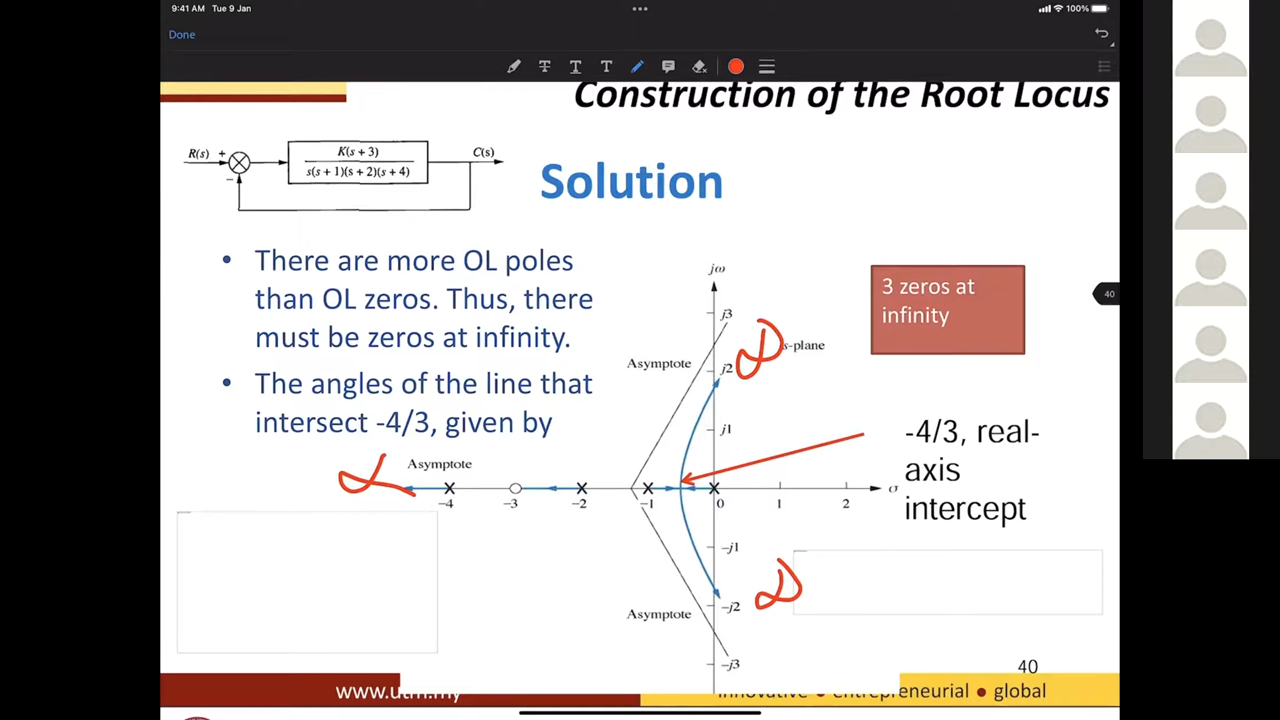 9:41 AM Tue 9 Jan
100%
Done
Construction of the Root Locus
R(s) +
K(s + 3)
s(s + 1)(s + 2)(s + 4)
C(s)
−
Solution
• There are more OL poles
than OL zeros. Thus, there
must be zeros at infinity.
• The angles of the line that
intersect -4/3, given by
jω
j3
s-plane
Asymptote
j2
j1
3 zeros at
infinity
40
-4/3, real-
axis
intercept
Asymptote
σ
−4 −3 −2 −1 0 1 2
−j1
−j2
Asymptote
−j3
40
www.utm.my
innovative ● entrepreneurial ● global